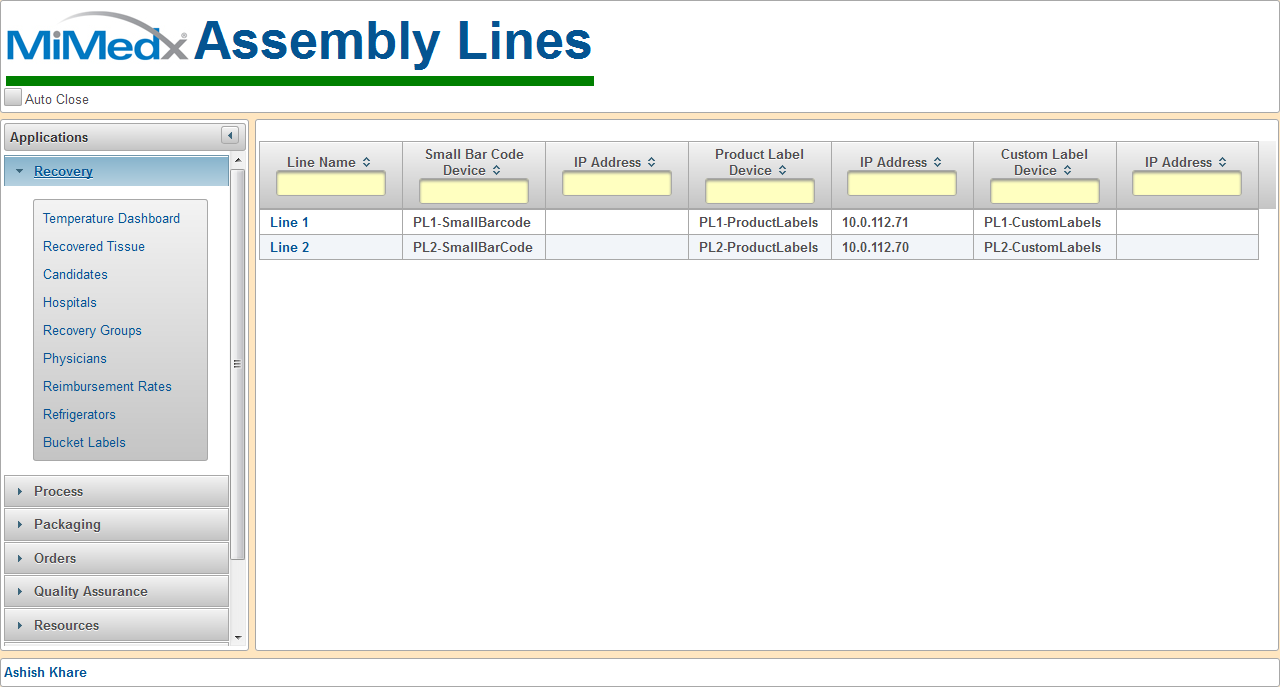 MiMedx® Assembly Lines
Auto Close
Applications
Recovery
Temperature Dashboard
Recovered Tissue
Candidates
Hospitals
Recovery Groups
Physicians
Reimbursement Rates
Refrigerators
Bucket Labels
Process
Packaging
Orders
Quality Assurance
Resources
Line Name Small Bar Code Device IP Address Product Label Device IP Address Custom Label Device IP Address
Line 1 PL1-SmallBarcode PL1-ProductLabels 10.0.112.71 PL1-CustomLabels
Line 2 PL2-SmallBarCode PL2-ProductLabels 10.0.112.70 PL2-CustomLabels
Ashish Khare